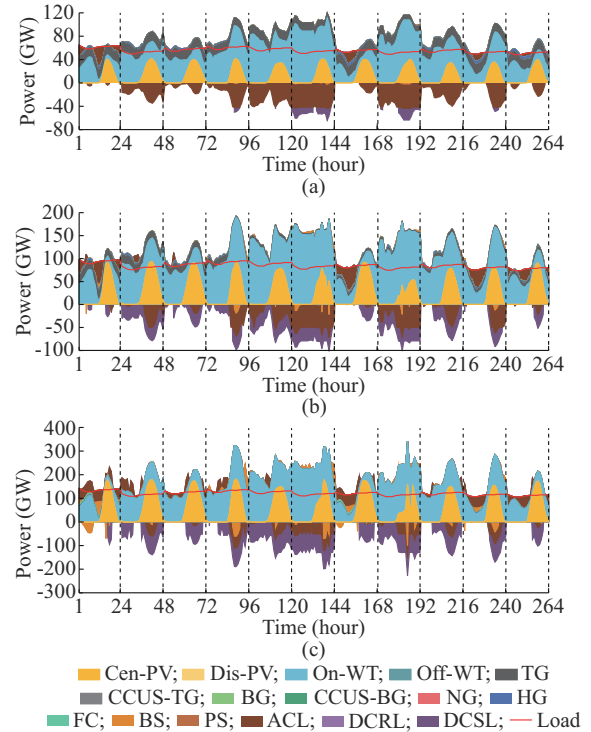 120
80
40
0
-40
-80
Power (GW)
1 24 48 72 96 120 144 168 192 216 240 264
Time (hour)
(a)
200
150
100
50
0
-50
-100
Power (GW)
1 24 48 72 96 120 144 168 192 216 240 264
Time (hour)
(b)
400
300
200
100
0
-100
-200
-300
Power (GW)
1 24 48 72 96 120 144 168 192 216 240 264
Time (hour)
(c)
Cen-PV; Dis-PV; On-WT; Off-WT; TG
CCUS-TG; BG; CCUS-BG; NG; HG
FC; BS; PS; ACL; DCRL; DCSL; Load